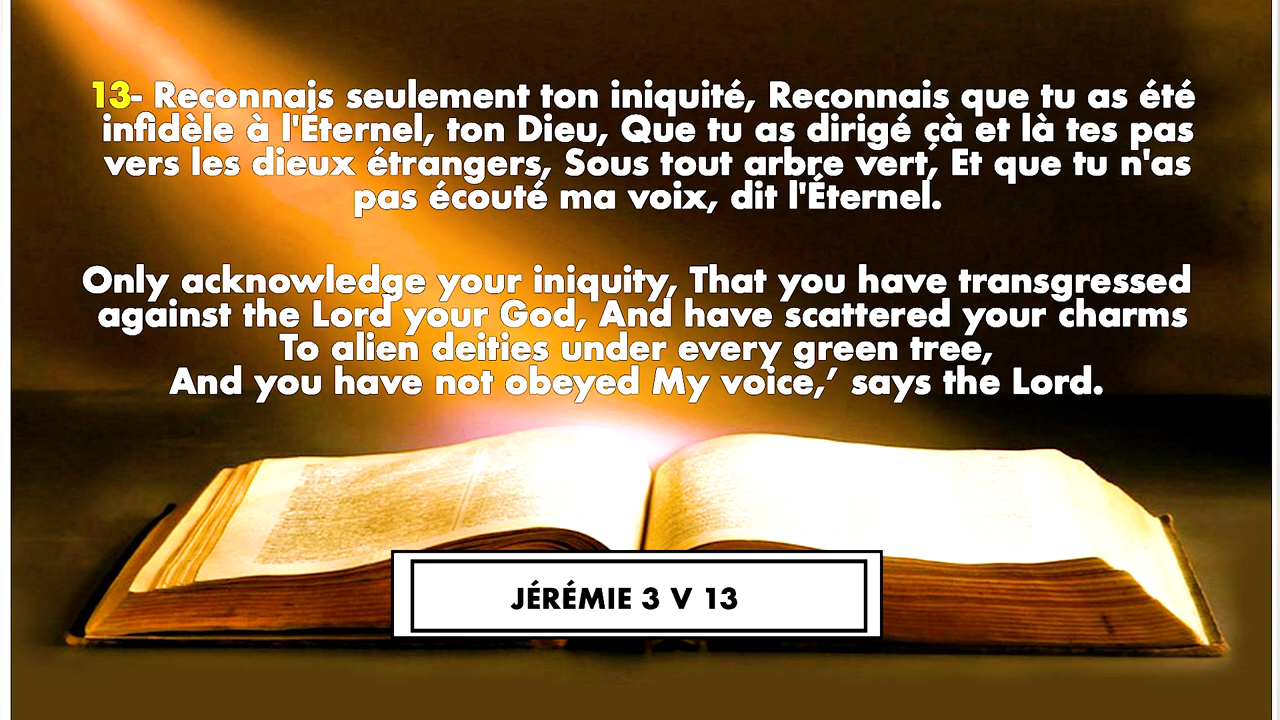 13- Reconnais seulement ton iniquité, Reconnais que tu as été
infidèle à l'Éternel, ton Dieu, Que tu as dirigé çà et là tes pas
vers les dieux étrangers, Sous tout arbre vert, Et que tu n'as
pas écouté ma voix, dit l'Éternel.
Only acknowledge your iniquity, That you have transgressed
against the Lord your God, And have scattered your charms
To alien deities under every green tree,
And you have not obeyed My voice,’ says the Lord.
JÉRÉMIE 3 V 13